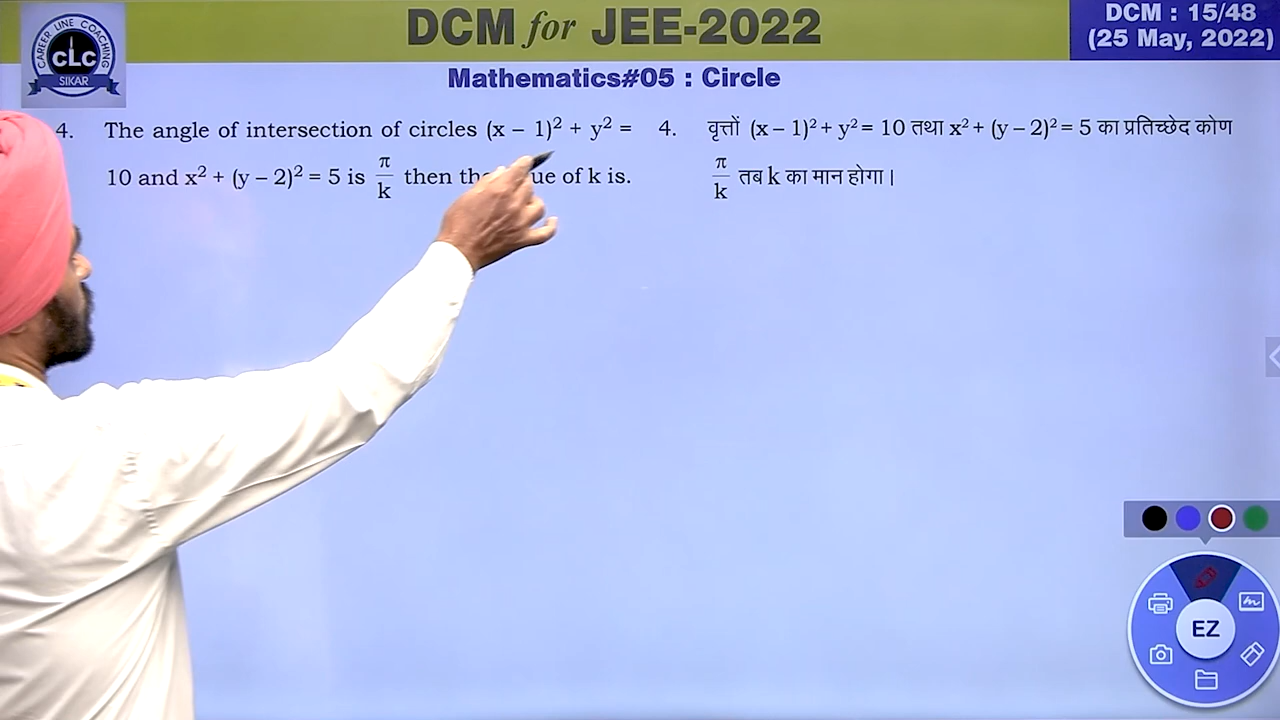 DCM for JEE-2022
DCM : 15/48
(25 May, 2022)
CAREER LINE COACHING
CLC
SIKAR
Mathematics#05 : Circle
4. The angle of intersection of circles (x – 1)² + y² =
10 and x² + (y – 2)² = 5 is π/k then the ue of k is.
4. वृत्तों (x – 1)² + y² = 10 तथा x² + (y – 2)² = 5 का प्रतिच्छेद कोण
π/k तब k का मान होगा।
EZ